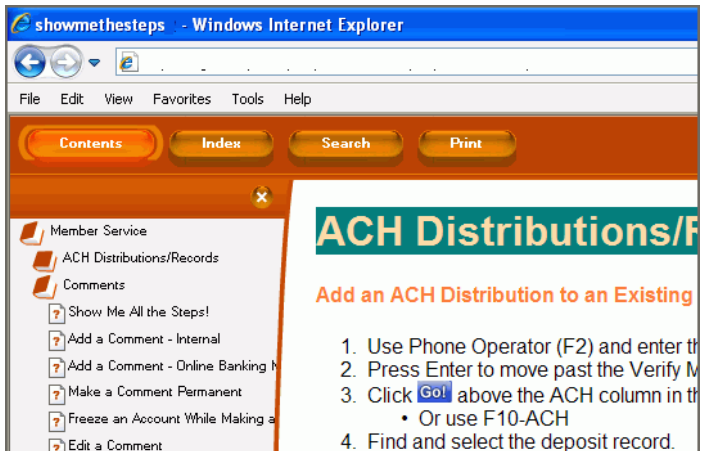 showmethesteps - Windows Internet Explorer
File Edit View Favorites Tools Help
Contents Index Search Print
Member Service
ACH Distributions/Records
Comments
Show Me All the Steps!
Add a Comment - Internal
Add a Comment - Online Banking
Make a Comment Permanent
Freeze an Account While Making a
Edit a Comment
ACH Distributions/
Add an ACH Distribution to an Existing
1. Use Phone Operator (F2) and enter
2. Press Enter to move past the Verify
3. Click Go! above the ACH column in
• Or use F10-ACH
4. Find and select the deposit record.